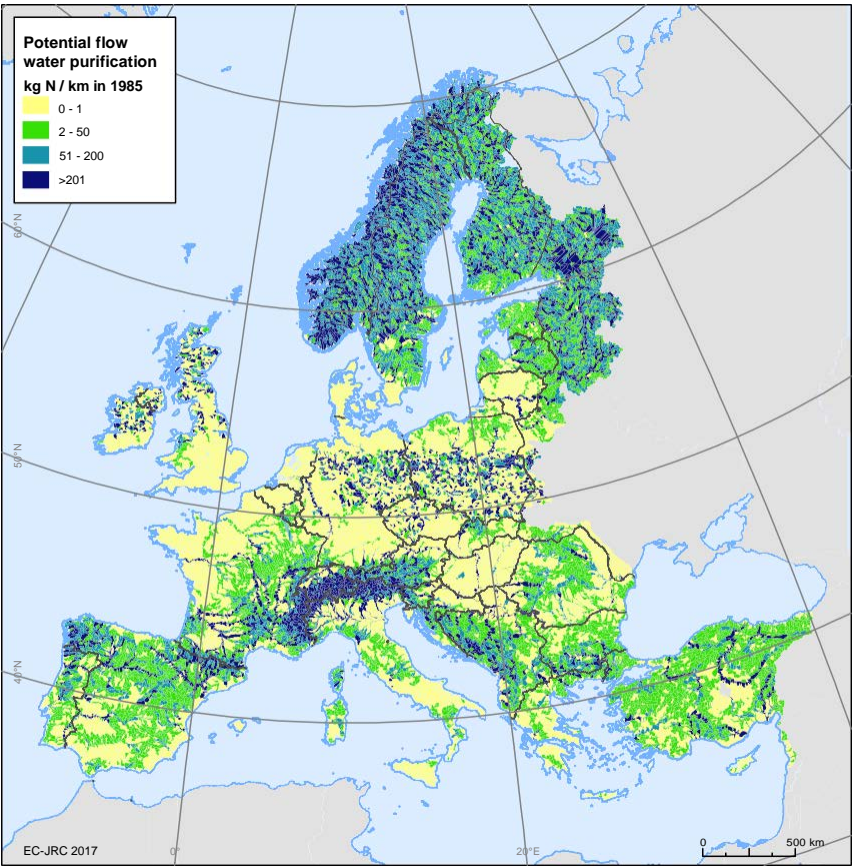 Potential flow
water purification
kg N / km in 1985
0 - 1
2 - 50
51 - 200
>201
60°N
50°N
40°N
EC-JRC 2017
0°
20°E
0 500 km